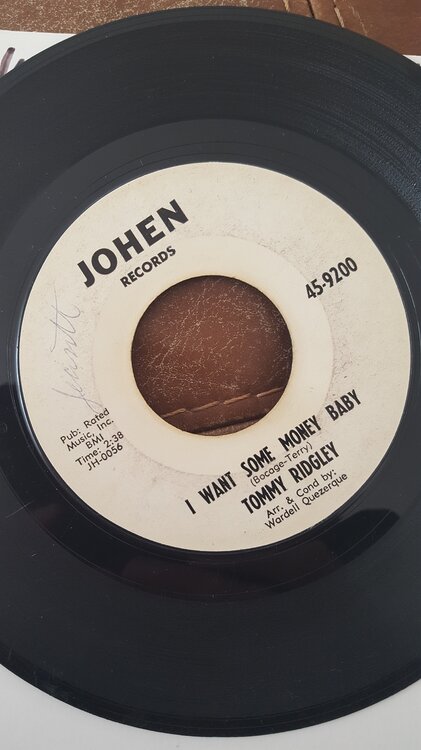 JOHEN
RECORDS
45-9200
Pub: Rated
Music, Inc.
BMI
Time: 2:38
JH-0056
I WANT SOME MONEY BABY
(Bocage-Terry)
TOMMY RIDGLEY
Arr. & Cond by:
Wardell Quezerque